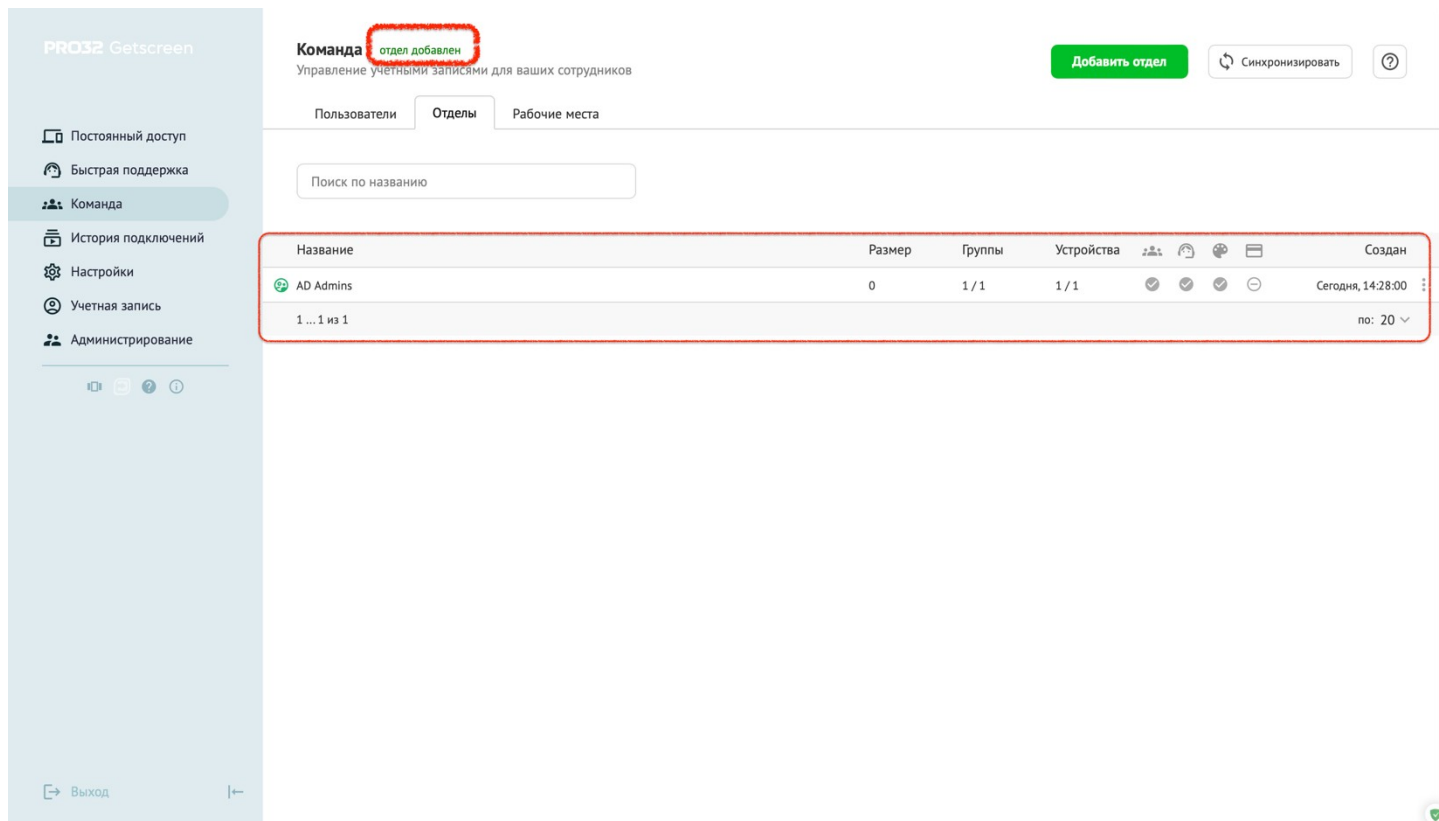 PRO32 Getscreen
Постоянный доступ
Быстрая поддержка
Команда
История подключений
Настройки
Учетная запись
Администрирование
Выход
Команда отдел добавлен
Управление учетными записями для ваших сотрудников
Добавить отдел
Синхронизировать
Пользователи Отделы Рабочие места
Поиск по названию
Название Размер Группы Устройства Создан
AD Admins 0 1 / 1 1 / 1 Сегодня, 14:28:00
1 ... 1 из 1 по: 20